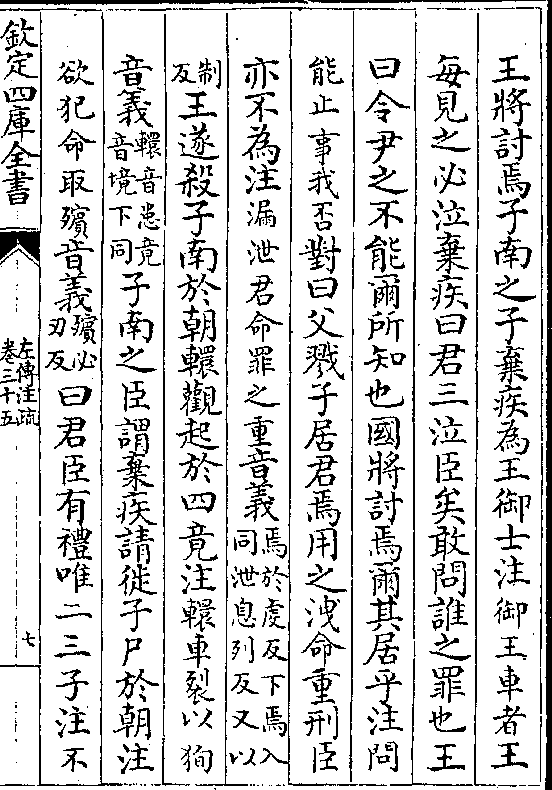 王將討焉子南之子棄疾為王御士注御王車者王
每見之必泣棄疾曰君三泣臣矣敢問誰之罪也王
曰令尹之不能爾所知也國將討焉爾其居乎注問
能止事我否對曰父戮子居君焉用之洩命重刑臣
亦不為注漏泄君命罪之重音義焉於虔反下焉入同泄息列反又以
制反王遂殺子南於朝轘觀起於四竟注轘車裂以狥
音義轘音患竟音境下同子南之臣謂棄疾請徙子尸於朝注
欲犯命取殯音義殯必刃反曰君臣有禮唯二三子注不
欽定四庫全書
左傳注疏
卷三十五
七